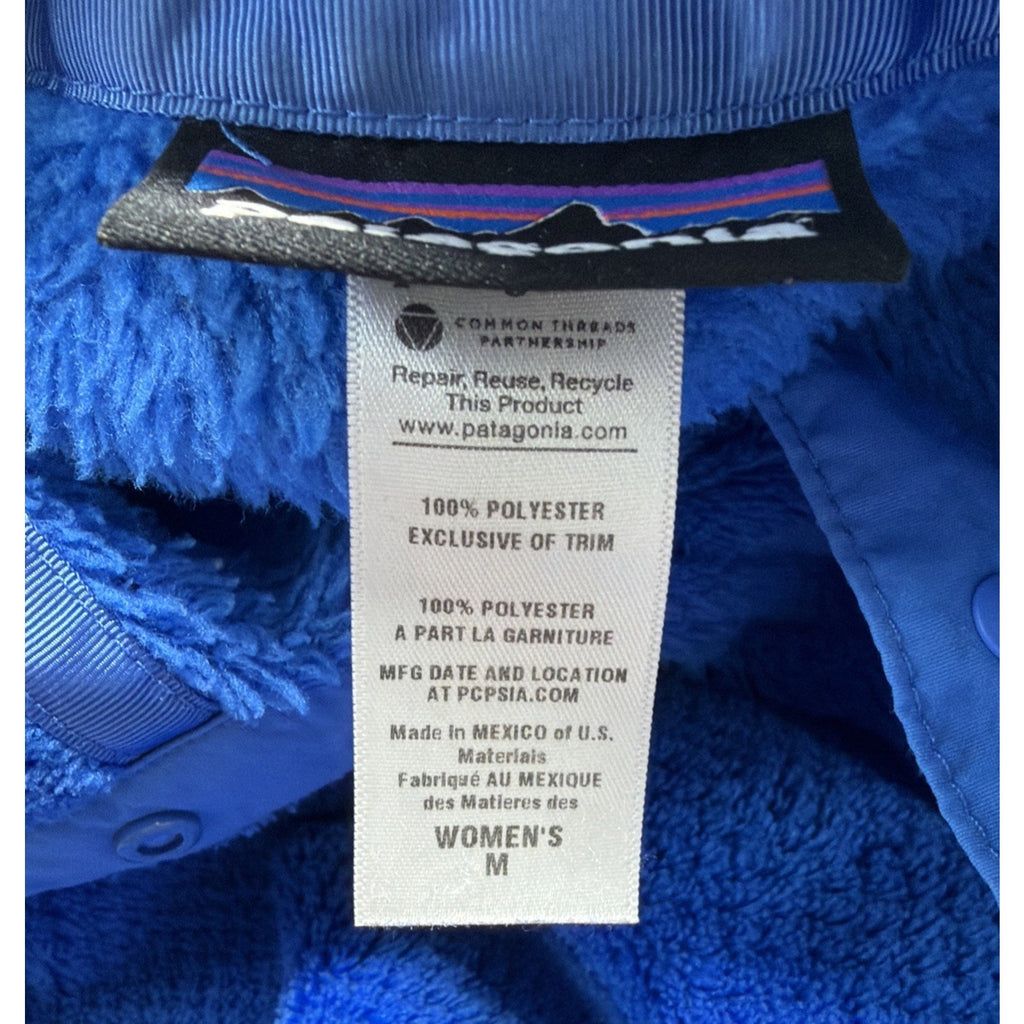 patagonia
COMMON THREADS
PARTNERSHIP
Repair, Reuse, Recycle
This Product
www.patagonia.com
100% POLYESTER
EXCLUSIVE OF TRIM
100% POLYESTER
A PART LA GARNITURE
MFG DATE AND LOCATION
AT PCPSIA.COM
Made in MEXICO of U.S.
Materials
Fabriqué AU MEXIQUE
des Matieres des
WOMEN'S
M